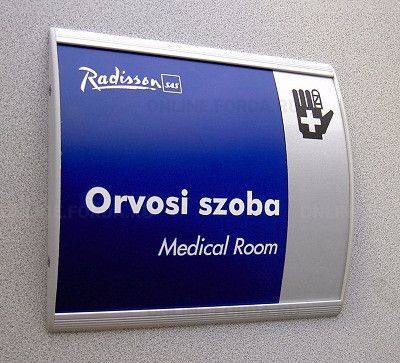 Radisson SAS
Orvosi szoba
Medical Room